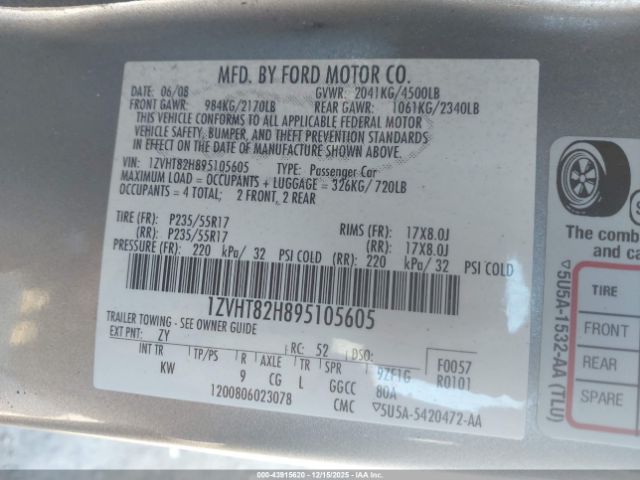 MFD. BY FORD MOTOR CO.
DATE: 06/08 GVWR: 2041KG/4500LB
FRONT GAWR: 984KG/2170LB REAR GAWR: 1061KG/2340LB
THIS VEHICLE CONFORMS TO ALL APPLICABLE FEDERAL MOTOR
VEHICLE SAFETY, BUMPER, AND THEFT PREVENTION STANDARDS
IN EFFECT ON THE DATE OF MANUFACTURE SHOWN ABOVE.
VIN: 1ZVHT82H895105605 TYPE: Passenger Car
MAXIMUM LOAD = OCCUPANTS + LUGGAGE = 326KG/720LB
OCCUPANTS = 4 TOTAL; 2 FRONT, 2 REAR
TIRE (FR): P235/55R17 RIMS (FR): 17X8.0J
(RR): P235/55R17 (RR): 17X8.0J
PRESSURE (FR): 220 kPa/ 32 PSI COLD (RR): 220 kPa/ 32 PSI COLD
1ZVHT82H895105605
TRAILER TOWING - SEE OWNER GUIDE
EXT PNT: ZY RC: 52 DSO: F0057
INT TR TP/PS R AXLE TR SPR 9ZF1G R0101
KW 9 CG L GGCC 80A
1200806023078 CMC ▽5U5A-5420472-AA
The comb
and ca
TIRE
FRONT
REAR
SPARE
▽5U5A-1532-AA (TLU)
000-43915620 - 12/15/2025 - IAAI.com